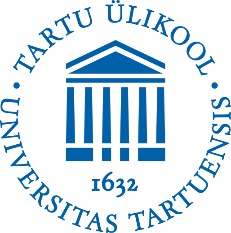 TARTU ÜLIKOOL
1632
UNIVERSITAS TARTUENSIS